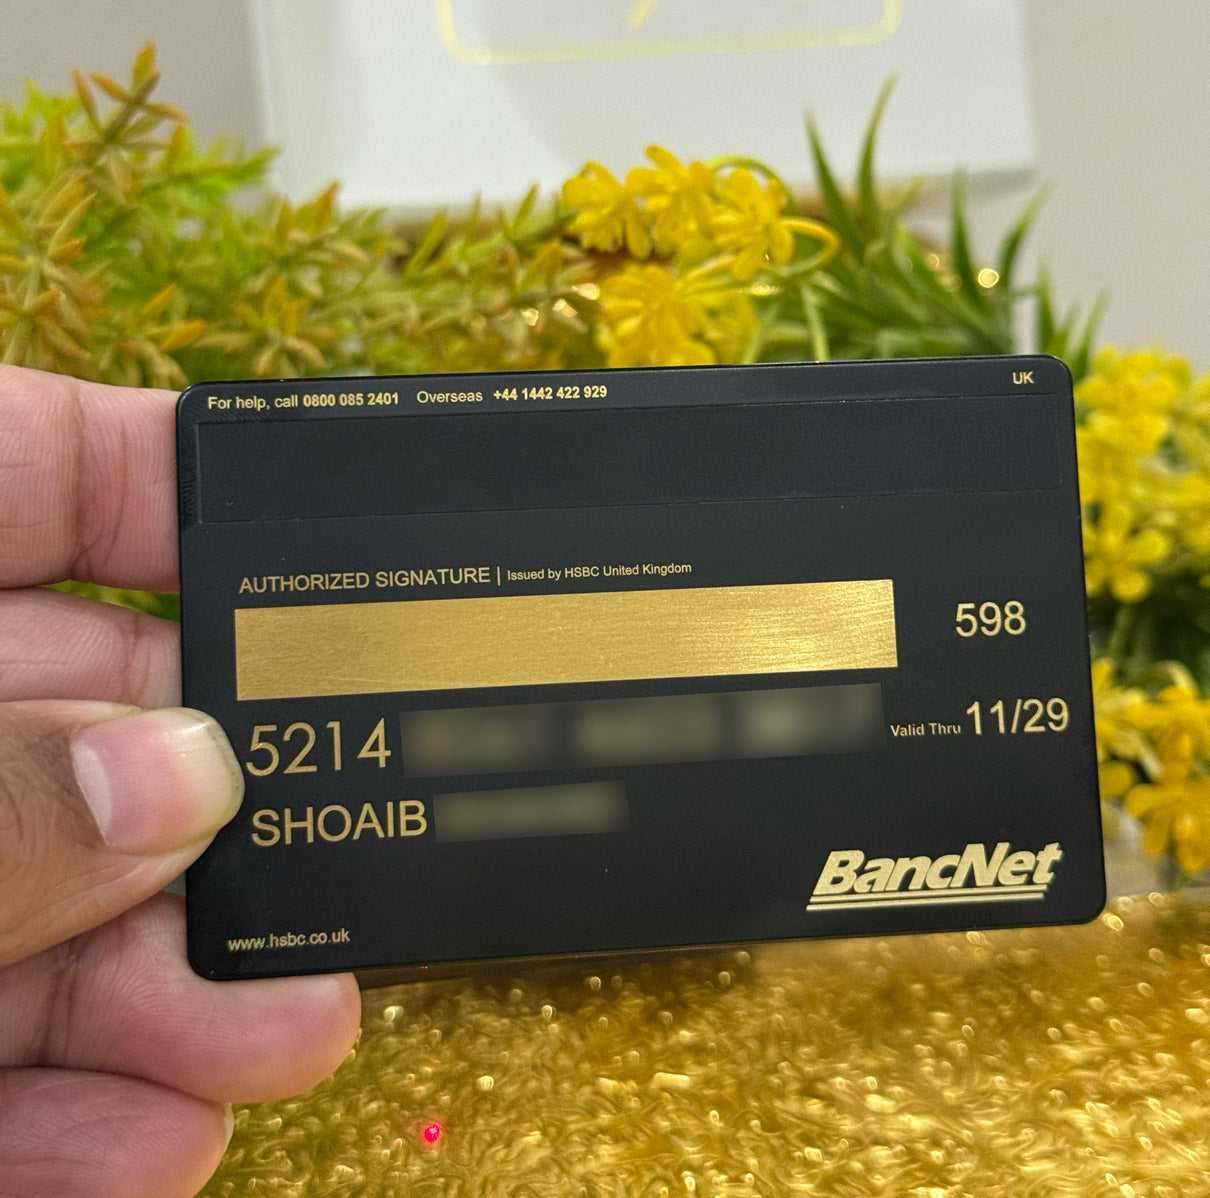 For help, call 0800 085 2401 Overseas +44 1442 422 929 UK
AUTHORIZED SIGNATURE | Issued by HSBC United Kingdom
598
5214 Valid Thru 11/29
SHOAIB
BancNet
www.hsbc.co.uk